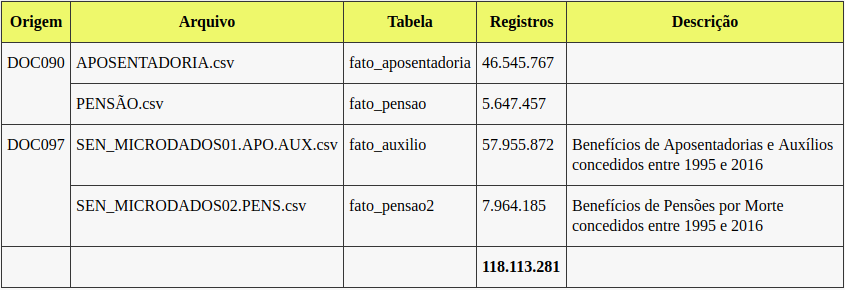 Origem Arquivo Tabela Registros Descrição
DOC090 APOSENTADORIA.csv fato_aposentadoria 46.545.767
PENSÃO.csv fato_pensao 5.647.457
DOC097 SEN_MICRODADOS01.APO.AUX.csv fato_auxilio 57.955.872 Benefícios de Aposentadorias e Auxílios
concedidos entre 1995 e 2016
SEN_MICRODADOS02.PENS.csv fato_pensao2 7.964.185 Benefícios de Pensões por Morte
concedidos entre 1995 e 2016
118.113.281